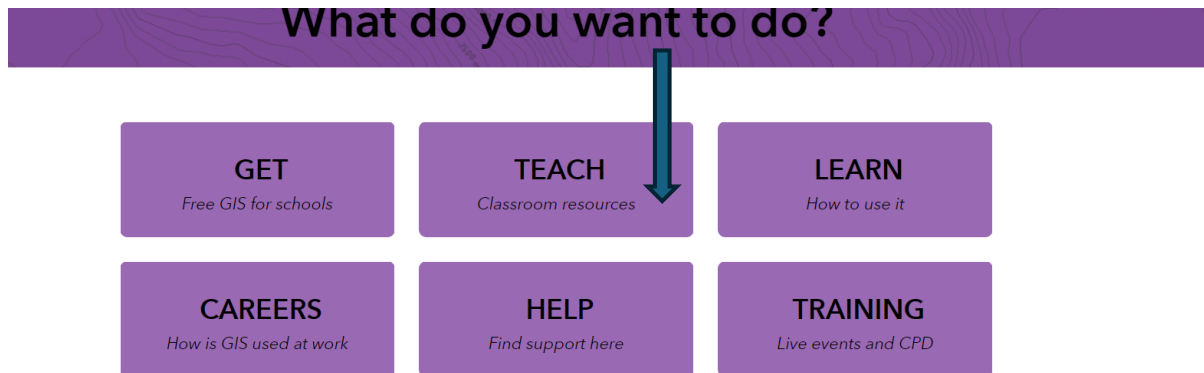 What do you want to do?
GET
Free GIS for schools
TEACH
Classroom resources
LEARN
How to use it
CAREERS
How is GIS used at work
HELP
Find support here
TRAINING
Live events and CPD